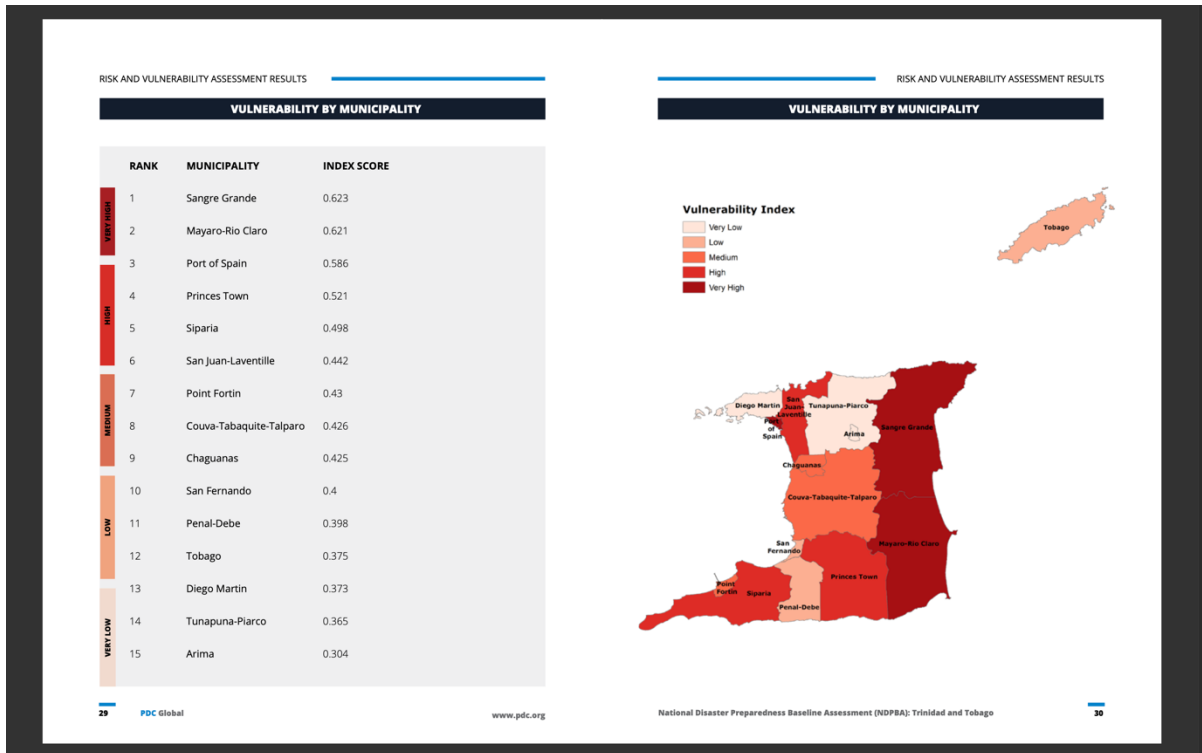 RISK AND VULNERABILITY ASSESSMENT RESULTS
VULNERABILITY BY MUNICIPALITY
RANK MUNICIPALITY INDEX SCORE
VERY HIGH
1 Sangre Grande 0.623
2 Mayaro-Rio Claro 0.621
HIGH
3 Port of Spain 0.586
4 Princes Town 0.521
5 Siparia 0.498
6 San Juan-Laventille 0.442
MEDIUM
7 Point Fortin 0.43
8 Couva-Tabaquite-Talparo 0.426
9 Chaguanas 0.425
LOW
10 San Fernando 0.4
11 Penal-Debe 0.398
12 Tobago 0.375
VERY LOW
13 Diego Martin 0.373
14 Tunapuna-Piarco 0.365
15 Arima 0.304
29 PDC Global www.pdc.org
RISK AND VULNERABILITY ASSESSMENT RESULTS
VULNERABILITY BY MUNICIPALITY
Vulnerability Index
Very Low
Low
Medium
High
Very High
Tobago
Diego Martin
San
Juan-
Laventille
Tunapuna-Piarco
Port
of
Spain
Arima
Sangre Grande
Chaguanas
Couva-Tabaquite-Talparo
San
Fernando
Mayaro-Rio Claro
Princes Town
Point
Fortin
Siparia
Penal-Debe
National Disaster Preparedness Baseline Assessment (NDPBA): Trinidad and Tobago 30